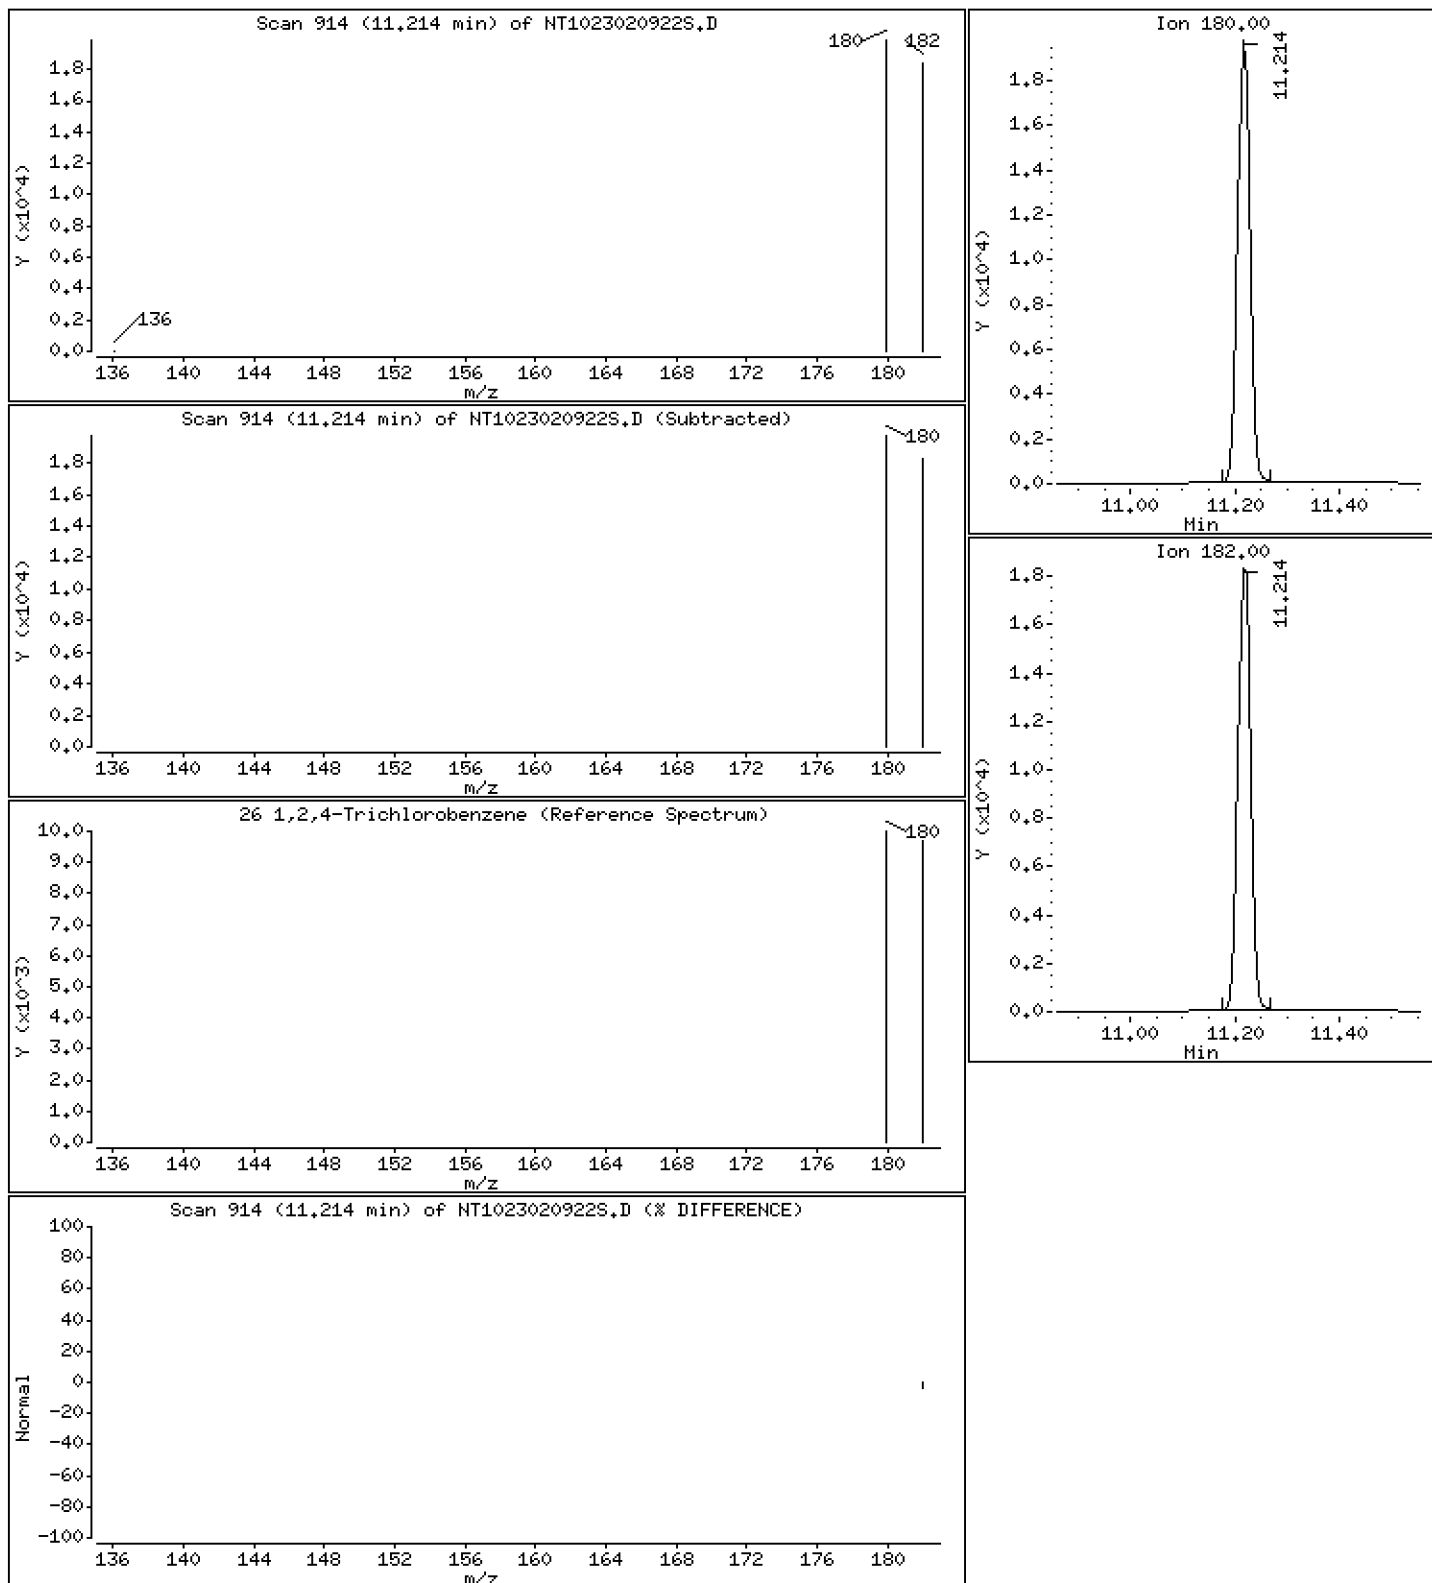 Scan 914 (11.214 min) of NT1023020922S.D
180
182
1.8
1.6
1.4
1.2
1.0
0.8
0.6
0.4
0.2
0.0
Y (x10^4)
136
136 140 144 148 152 156 160 164 168 172 176 180
m/z
Scan 914 (11.214 min) of NT1023020922S.D (Subtracted)
180
1.8
1.6
1.4
1.2
1.0
0.8
0.6
0.4
0.2
0.0
Y (x10^4)
136 140 144 148 152 156 160 164 168 172 176 180
m/z
26 1,2,4-Trichlorobenzene (Reference Spectrum)
180
10.0
9.0
8.0
7.0
6.0
5.0
4.0
3.0
2.0
1.0
0.0
Y (x10^3)
136 140 144 148 152 156 160 164 168 172 176 180
m/z
Scan 914 (11.214 min) of NT1023020922S.D (% DIFFERENCE)
100
80
60
40
20
0
-20
-40
-60
-80
-100
Normal
136 140 144 148 152 156 160 164 168 172 176 180
m/z
Ion 180.00
11.214
1.8
1.6
1.4
1.2
1.0
0.8
0.6
0.4
0.2
0.0
Y (x10^4)
11.00 11.20 11.40
Min
Ion 182.00
11.214
1.8
1.6
1.4
1.2
1.0
0.8
0.6
0.4
0.2
0.0
Y (x10^4)
11.00 11.20 11.40
Min